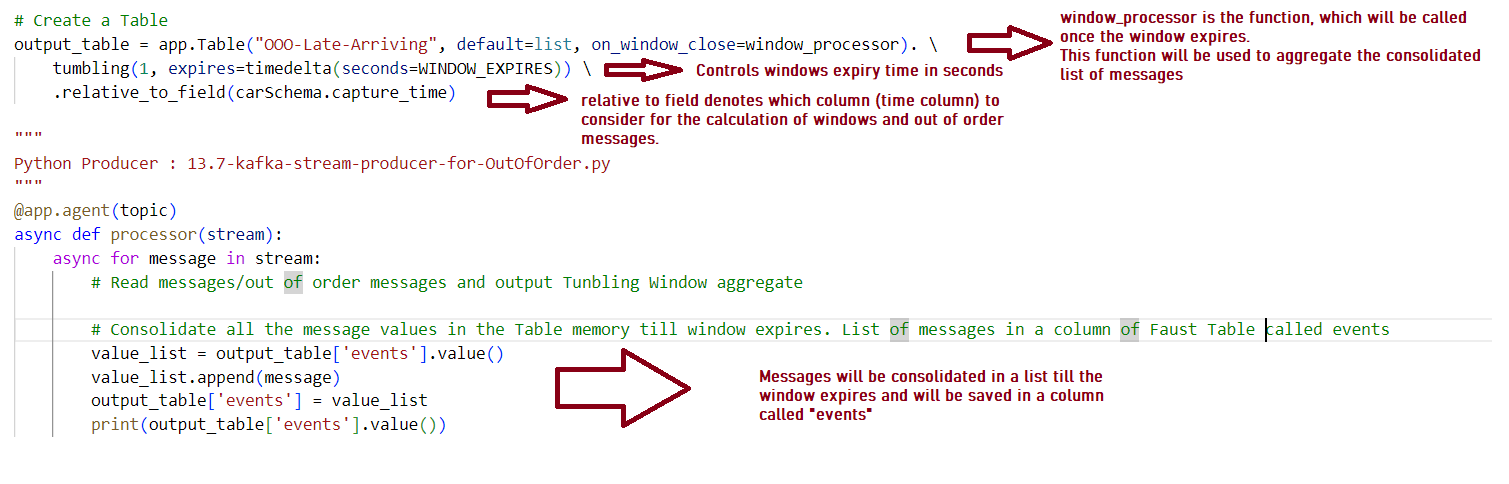 # Create a Table
output_table = app.Table("OOO-Late-Arriving", default=list, on_window_close=window_processor). \
tumbling(1, expires=timedelta(seconds=WINDOW_EXPIRES)) \
.relative_to_field(carSchema.capture_time)
window_processor is the function, which will be called
once the window expires.
This function will be used to aggregate the consolidated
list of messages
Controls windows expiry time in seconds
relative to field denotes which column (time column) to
consider for the calculation of windows and out of order
messages.
"""
Python Producer : 13.7-kafka-stream-producer-for-OutOfOrder.py
"""
@app.agent(topic)
async def processor(stream):
async for message in stream:
# Read messages/out of order messages and output Tunbling Window aggregate
# Consolidate all the message values in the Table memory till window expires. List of messages in a column of Faust Table called events
value_list = output_table['events'].value()
value_list.append(message)
output_table['events'] = value_list
print(output_table['events'].value())
Messages will be consolidated in a list till the
window expires and will be saved in a column
called "events"